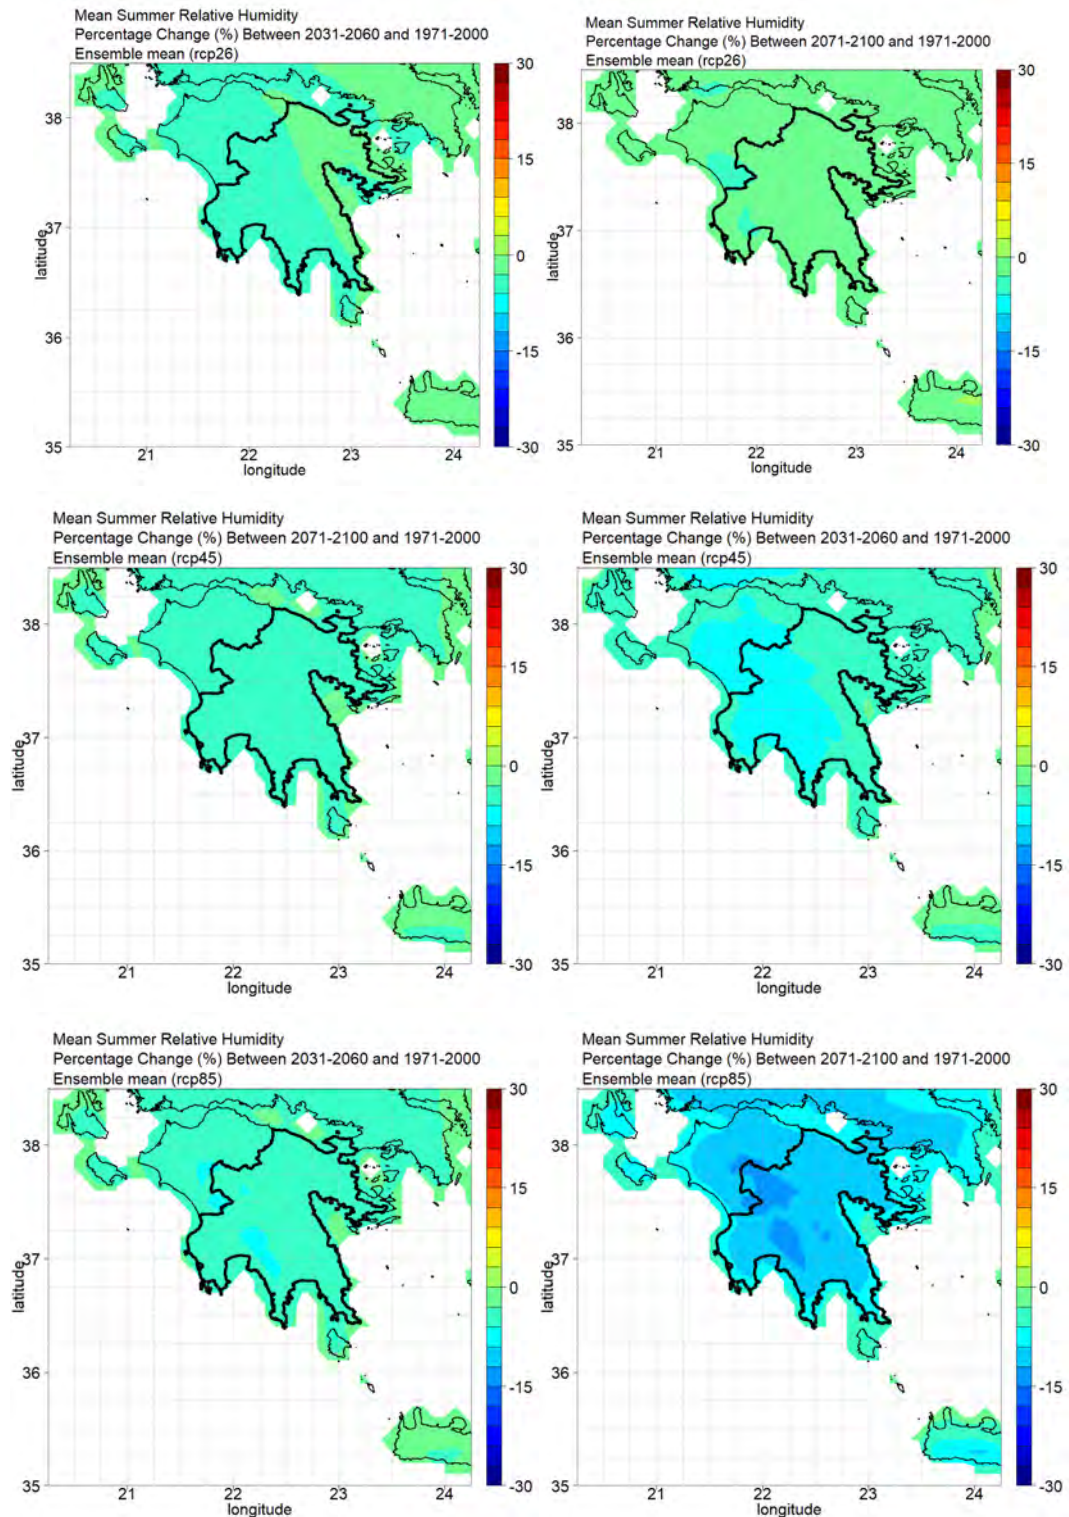 Mean Summer Relative Humidity
Percentage Change (%) Between 2031-2060 and 1971-2000
Ensemble mean (rcp26)
30
15
0
-15
-30
38
37
36
35
latitude
21
22
23
24
longitude
Mean Summer Relative Humidity
Percentage Change (%) Between 2071-2100 and 1971-2000
Ensemble mean (rcp26)
30
15
0
-15
-30
38
37
36
35
latitude
21
22
23
24
longitude
Mean Summer Relative Humidity
Percentage Change (%) Between 2071-2100 and 1971-2000
Ensemble mean (rcp45)
30
15
0
-15
-30
38
37
36
35
latitude
21
22
23
24
longitude
Mean Summer Relative Humidity
Percentage Change (%) Between 2031-2060 and 1971-2000
Ensemble mean (rcp45)
30
15
0
-15
-30
38
37
36
35
latitude
21
22
23
24
longitude
Mean Summer Relative Humidity
Percentage Change (%) Between 2031-2060 and 1971-2000
Ensemble mean (rcp85)
30
15
0
-15
-30
38
37
36
35
latitude
21
22
23
24
longitude
Mean Summer Relative Humidity
Percentage Change (%) Between 2071-2100 and 1971-2000
Ensemble mean (rcp85)
30
15
0
-15
-30
38
37
36
35
latitude
21
22
23
24
longitude